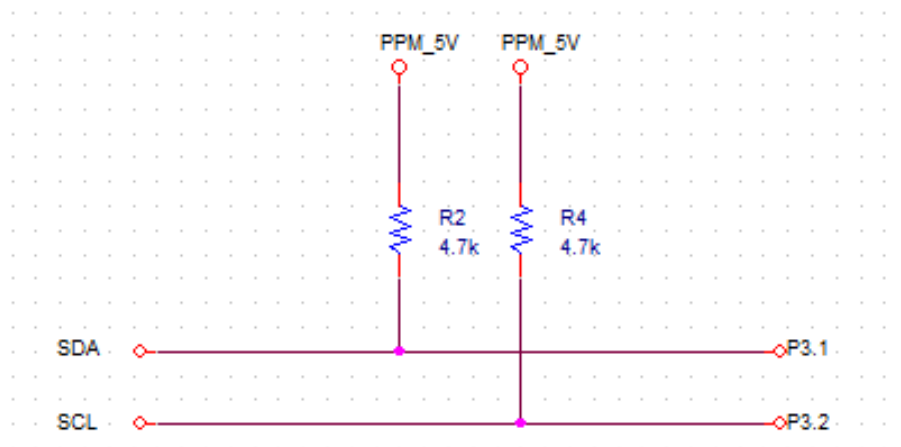 PPM_5V PPM_5V
R2 R4
4.7k 4.7k
SDA P3.1
SCL P3.2